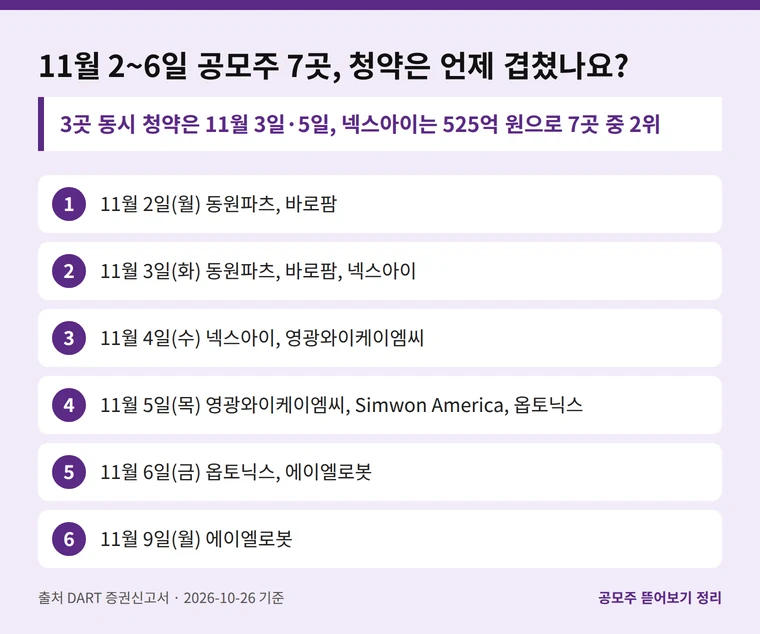 11월 2~6일 공모주 7곳, 청약은 언제 겹쳤나요?
3곳 동시 청약은 11월 3일·5일, 넥스아이는 525억 원으로 7곳 중 2위
1 11월 2일(월) 동원파츠, 바로팜
2 11월 3일(화) 동원파츠, 바로팜, 넥스아이
3 11월 4일(수) 넥스아이, 영광와이케이엠씨
4 11월 5일(목) 영광와이케이엠씨, Simwon America, 옵토닉스
5 11월 6일(금) 옵토닉스, 에이엘로봇
6 11월 9일(월) 에이엘로봇
출처 DART 증권신고서 · 2026-10-26 기준 공모주 뜯어보기 정리